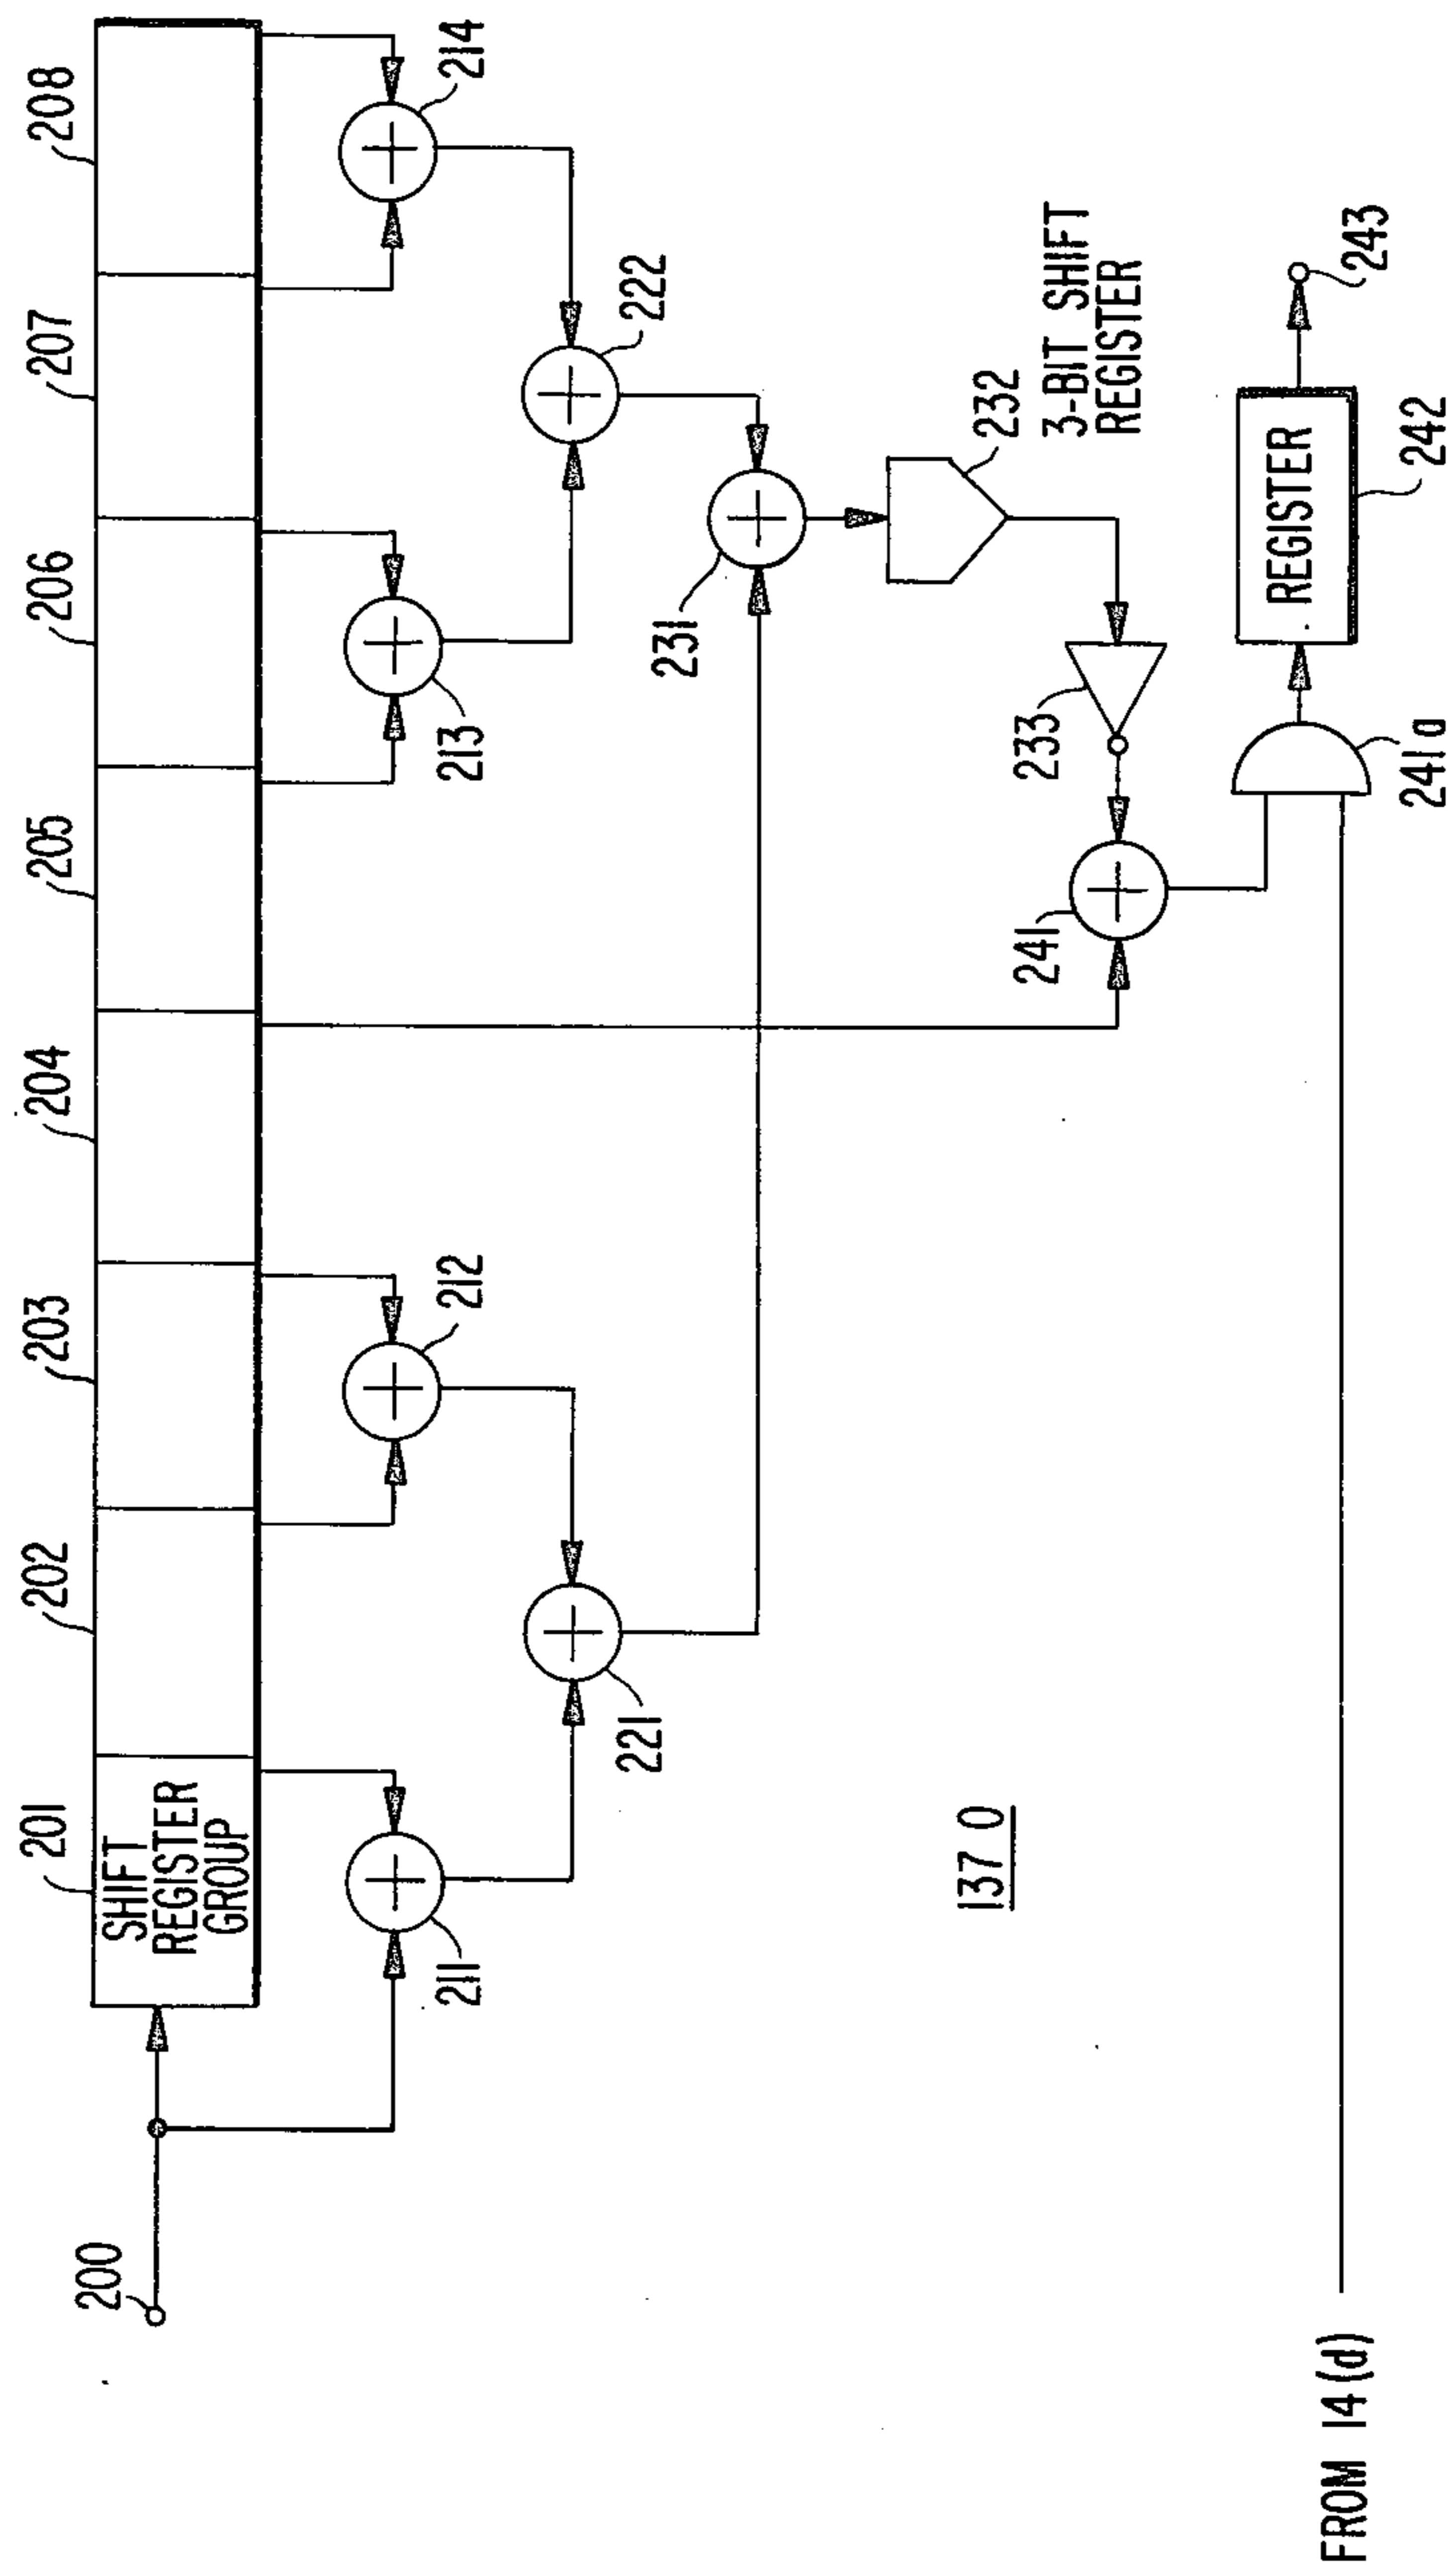 200
201
202
203
204
205
206
207
208
SHIFT
REGISTER
GROUP
211
212
213
214
221
222
231
232
3-BIT SHIFT
REGISTER
233
241
241a
REGISTER
242
243
137 0
FROM 14(d)